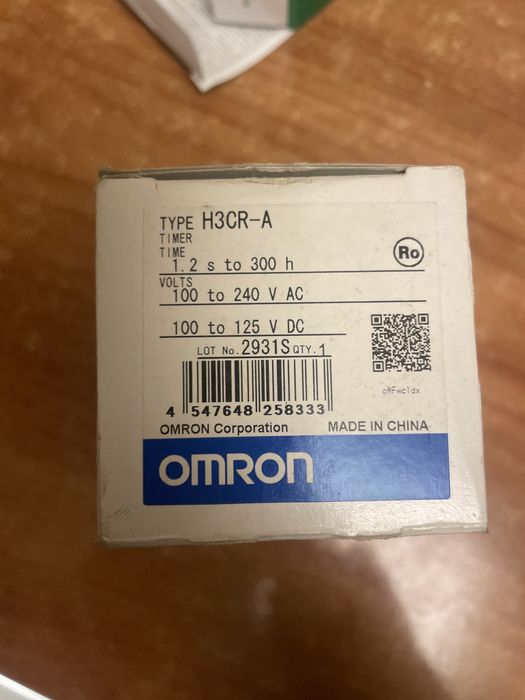 TYPE H3CR-A
TIMER
TIME
1.2 s to 300 h
Ro
VOLTS
100 to 240 V AC
100 to 125 V DC
LOT No. 2931S QTY. 1
4 547648 258333
oWFwcldx
OMRON Corporation MADE IN CHINA
OMRON